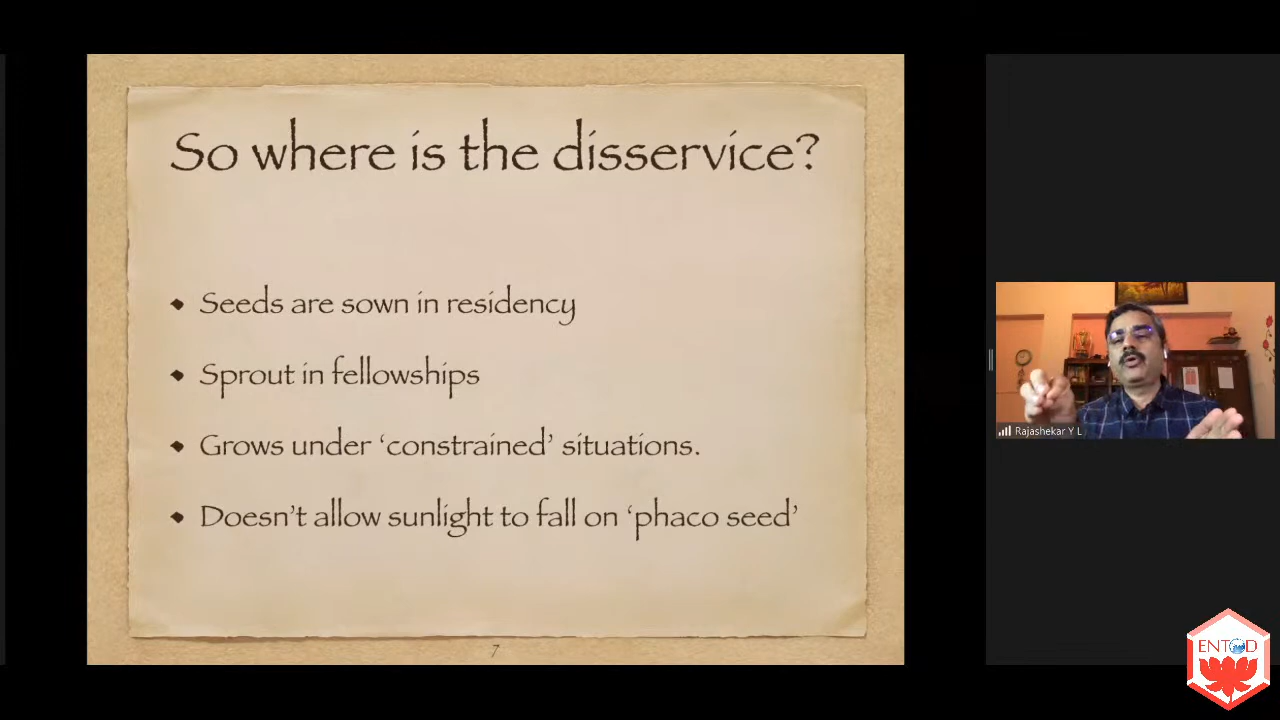 So where is the disservice?
Seeds are sown in residency
Sprout in fellowships
Grows under ‘constrained’ situations.
Doesn’t allow sunlight to fall on ‘phaco seed’
7
Rajashekar Y L
ENTOD